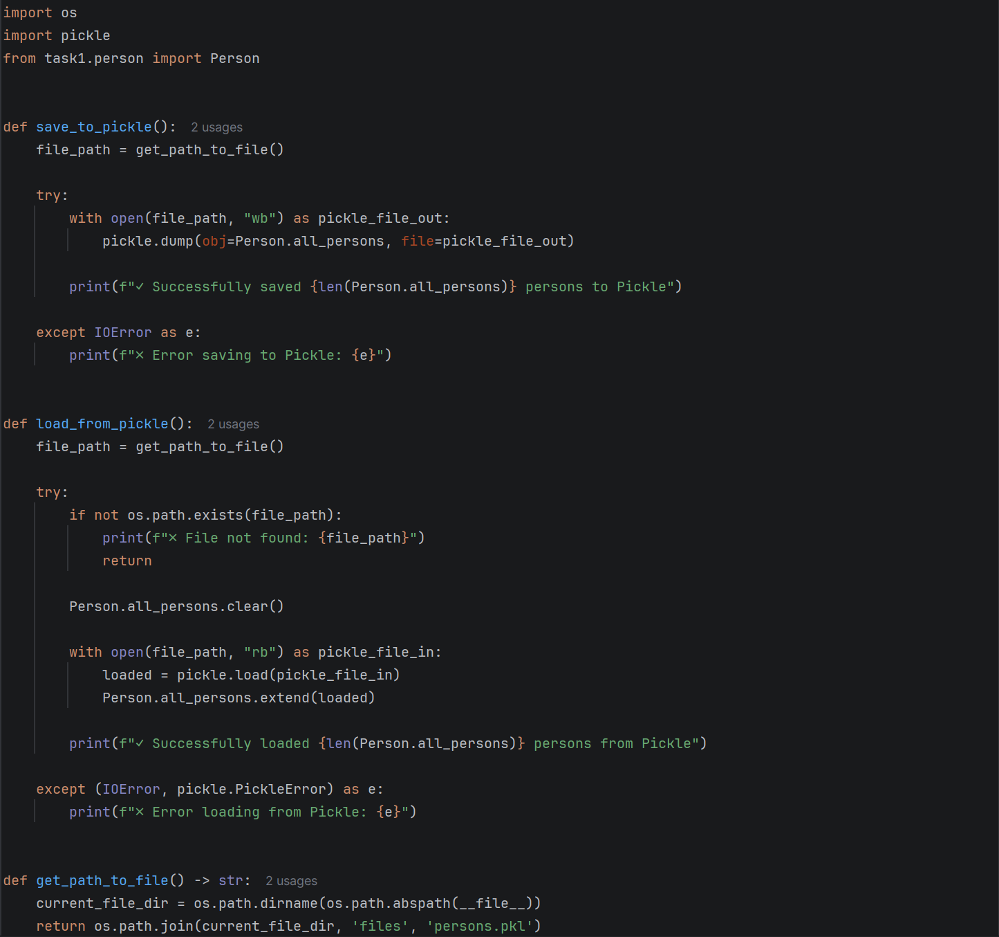 import os
import pickle
from task1.person import Person
def save_to_pickle():  2 usages
    file_path = get_path_to_file()
    try:
        with open(file_path, "wb") as pickle_file_out:
            pickle.dump(obj=Person.all_persons, file=pickle_file_out)
        print(f"✓ Successfully saved {len(Person.all_persons)} persons to Pickle")
    except IOError as e:
        print(f"✕ Error saving to Pickle: {e}")
def load_from_pickle():  2 usages
    file_path = get_path_to_file()
    try:
        if not os.path.exists(file_path):
            print(f"✕ File not found: {file_path}")
            return
        Person.all_persons.clear()
        with open(file_path, "rb") as pickle_file_in:
            loaded = pickle.load(pickle_file_in)
            Person.all_persons.extend(loaded)
        print(f"✓ Successfully loaded {len(Person.all_persons)} persons from Pickle")
    except (IOError, pickle.PickleError) as e:
        print(f"✕ Error loading from Pickle: {e}")
def get_path_to_file() -> str:  2 usages
    current_file_dir = os.path.dirname(os.path.abspath(__file__))
    return os.path.join(current_file_dir, 'files', 'persons.pkl')